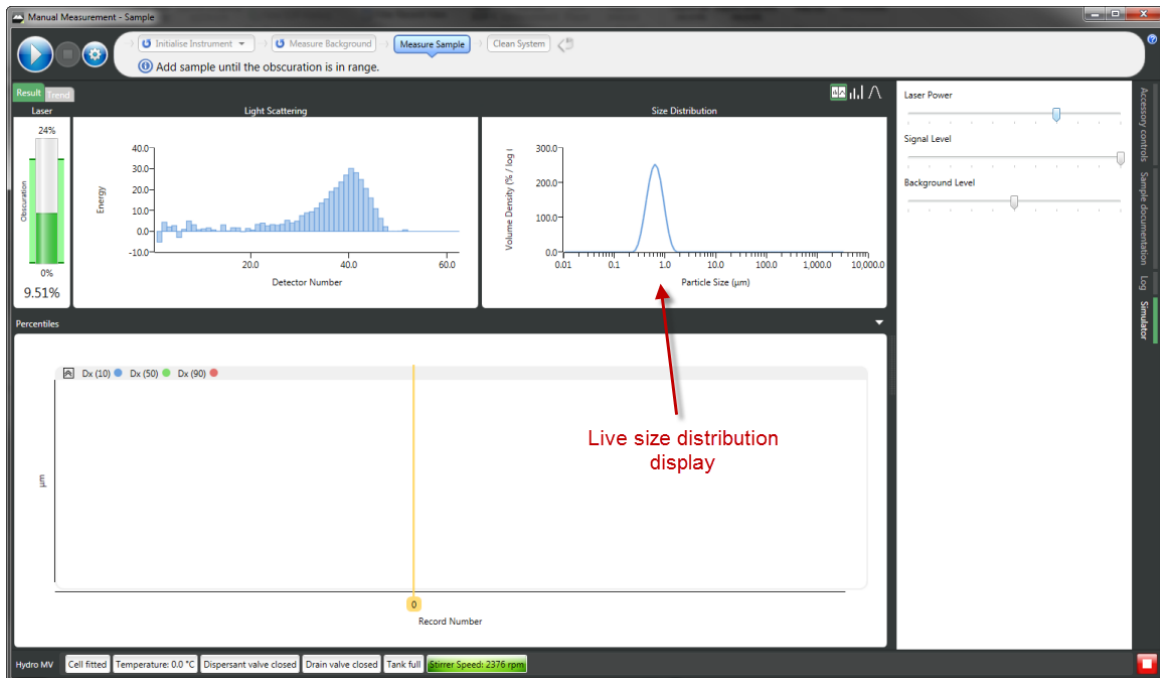 Manual Measurement - Sample
Initialise Instrument
Measure Background
Measure Sample
Clean System
Add sample until the obscuration is in range.
Result
Trend
Laser
24%
Obscuration
0%
9.51%
Light Scattering
40.0
30.0
20.0
10.0
0.0
-10.0
Energy
20.0 40.0 60.0
Detector Number
Size Distribution
300.0
200.0
100.0
0.0
Volume Density (% / log
0.01 0.1 1.0 10.0 100.0 1,000.0 10,000.0
Particle Size (µm)
Laser Power
Signal Level
Background Level
Accessory controls
Sample documentation
Log
Simulator
Percentiles
Dx (10) Dx (50) Dx (90)
µm
0
Record Number
Live size distribution
display
Hydro MV
Cell fitted
Temperature: 0.0 °C
Dispersant valve closed
Drain valve closed
Tank full
Stirrer Speed: 2376 rpm